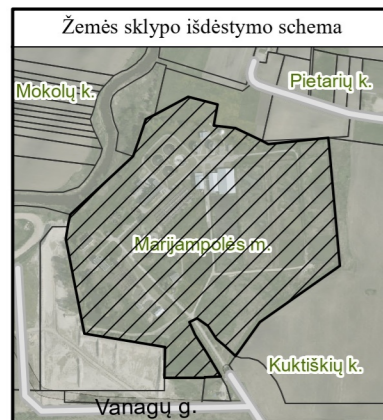 Žemės sklypo išdėstymo schema
Mokolų k.
Pietarių k.
Marijampolės m.
Kuktiškių k.
Vanagų g.